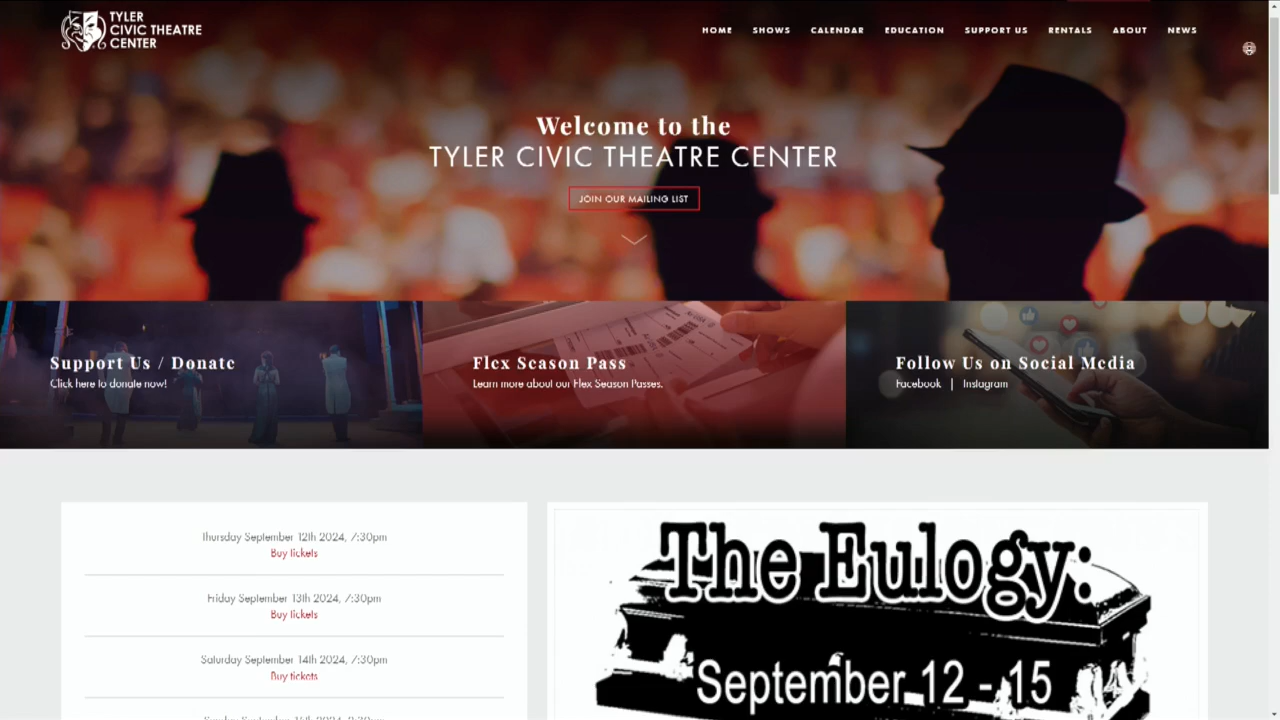 TYLER
CIVIC THEATRE
CENTER
HOME SHOWS CALENDAR EDUCATION SUPPORT US RENTALS ABOUT NEWS
Welcome to the
TYLER CIVIC THEATRE CENTER
JOIN OUR MAILING LIST
Support Us / Donate
Click here to donate now!
Flex Season Pass
Learn more about our Flex Season Passes.
Follow Us on Social Media
Facebook | Instagram
Thursday September 12th 2024, 7:30pm
Buy tickets
Friday September 13th 2024, 7:30pm
Buy tickets
Saturday September 14th 2024, 7:30pm
Buy tickets
The Eulogy:
September 12 - 15